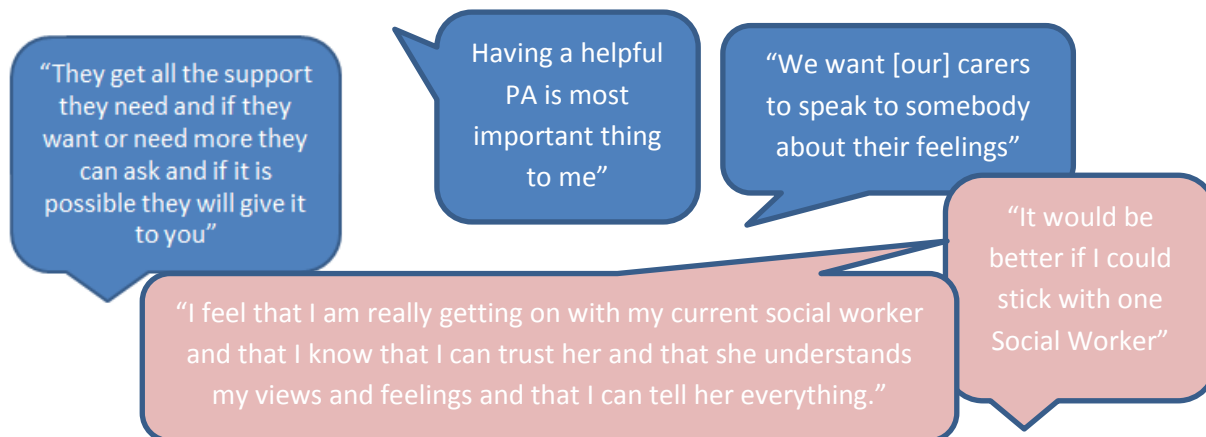 “They get all the support
they need and if they
want or need more they
can ask and if it is
possible they will give it
to you”
Having a helpful
PA is most
important thing
to me”
“We want [our] carers
to speak to somebody
about their feelings”
“It would be
better if I could
stick with one
Social Worker”
“I feel that I am really getting on with my current social worker
and that I know that I can trust her and that she understands
my views and feelings and that I can tell her everything.”